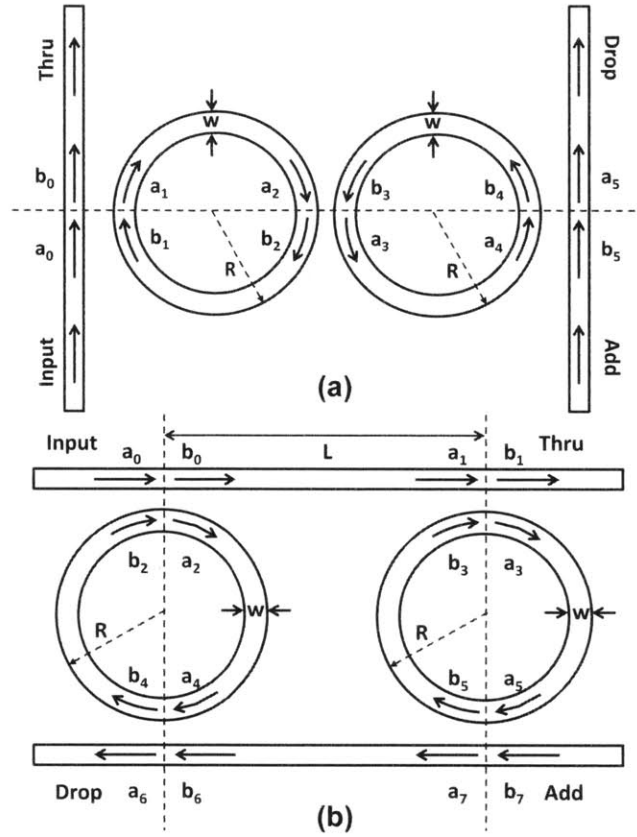 Thru
Drop
w
w
b₀
a₁
a₂
b₃
b₄
a₅
a₀
b₁
b₂
a₃
a₄
b₅
R
R
Input
Add
(a)
Input
a₀
b₀
L
a₁
b₁
Thru
b₂
a₂
b₃
a₃
w
w
R
R
b₄
a₄
b₅
a₅
Drop
a₆
b₆
a₇
b₇
Add
(b)